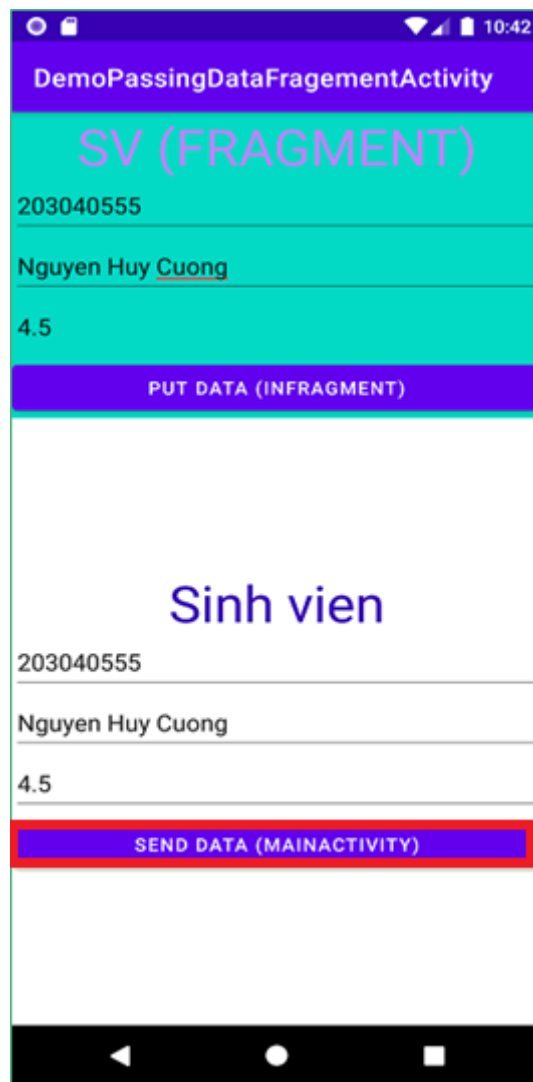 10:42
DemoPassingDataFragementActivity
SV (FRAGMENT)
203040555
Nguyen Huy Cuong
4.5
PUT DATA (INFRAGMENT)
Sinh vien
203040555
Nguyen Huy Cuong
4.5
SEND DATA (MAINACTIVITY)